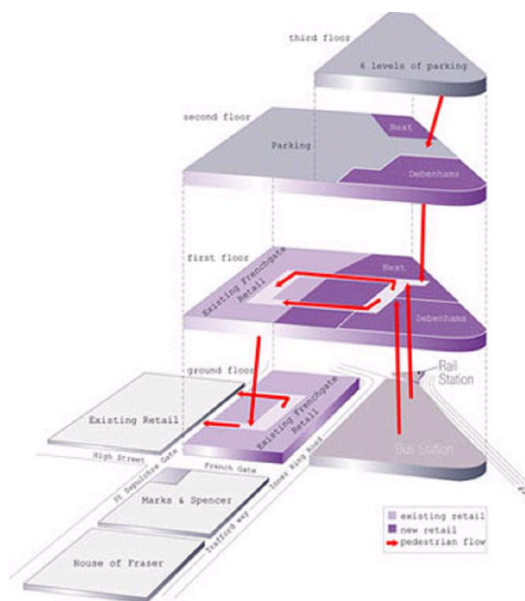 third floor
6 levels of parking
second floor
Next
Parking
Debenhams
first floor
Next
Existing Frenchgate
Retail
Debenhams
ground floor
Rail
Station
Existing Retail
Existing Frenchgate
Retail
High Street
St Sepulchre Gate
French Gate
Inner Ring Road
Bus Station
Marks & Spencer
Trafford Way
House of Fraser
existing retail
new retail
pedestrian flow